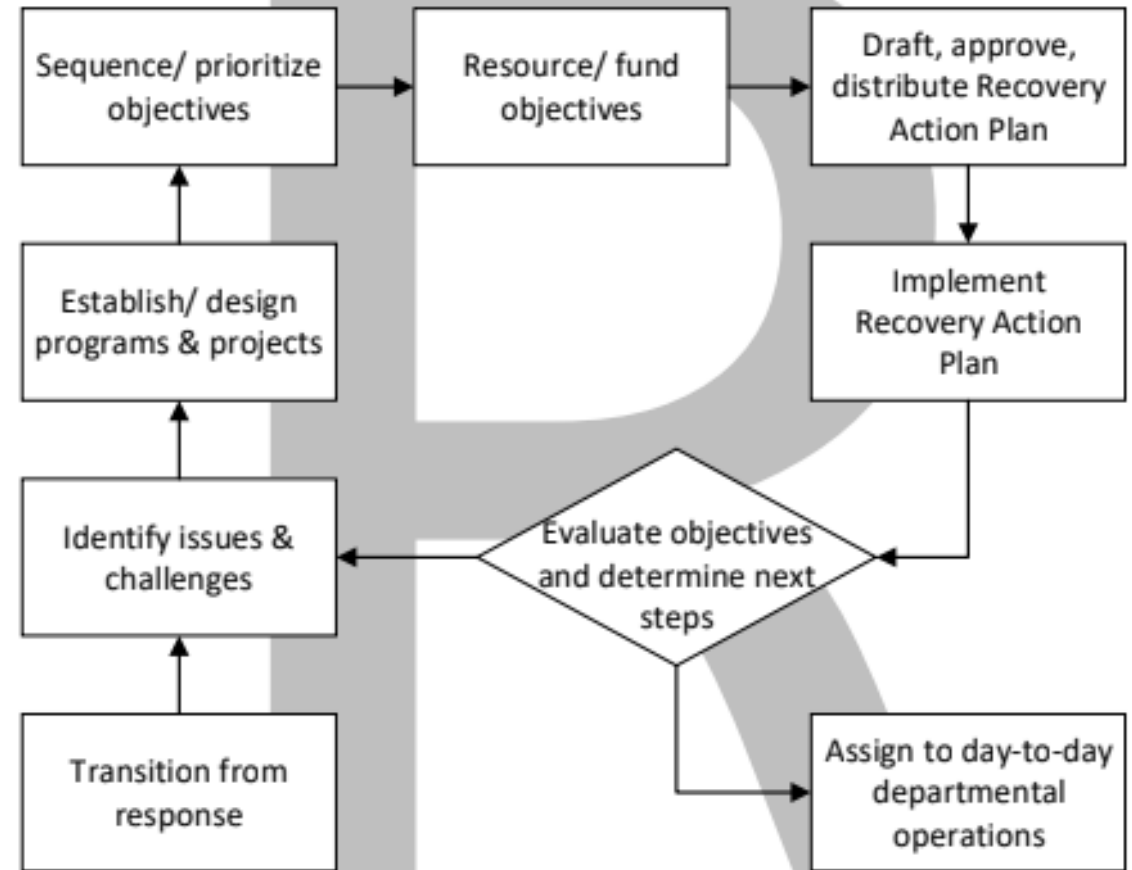 Sequence/ prioritize
objectives
Resource/ fund
objectives
Draft, approve,
distribute Recovery
Action Plan
Establish/ design
programs & projects
Implement
Recovery Action
Plan
Identify issues &
challenges
Evaluate objectives
and determine next
steps
Transition from
response
Assign to day-to-day
departmental
operations
R